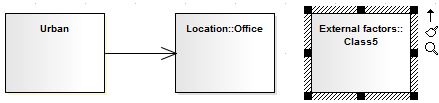 Urban
Location::Office
External factors::
Class5